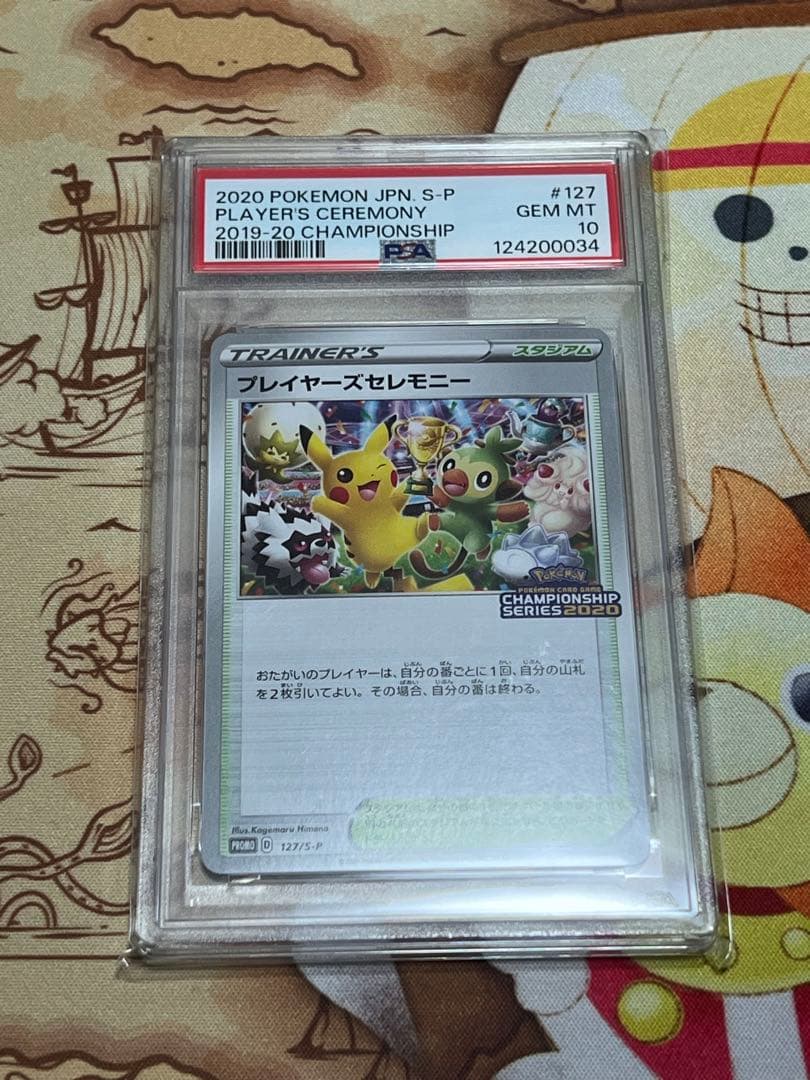 2020 POKEMON JPN. S-P #127
PLAYER'S CEREMONY GEM MT
2019-20 CHAMPIONSHIP 10
PSA 124200034
TRAINER'S スタジアム
プレイヤーズセレモニー
Pokémon
POKÉMON CARD GAME
CHAMPIONSHIP
SERIES 2020
おたがいのプレイヤーは、自分の番ごとに1回、自分の山札
を2枚引いてよい。その場合、自分の番は終わる。
Illus. Kagemaru Himeno
PROMO D 127/S-P